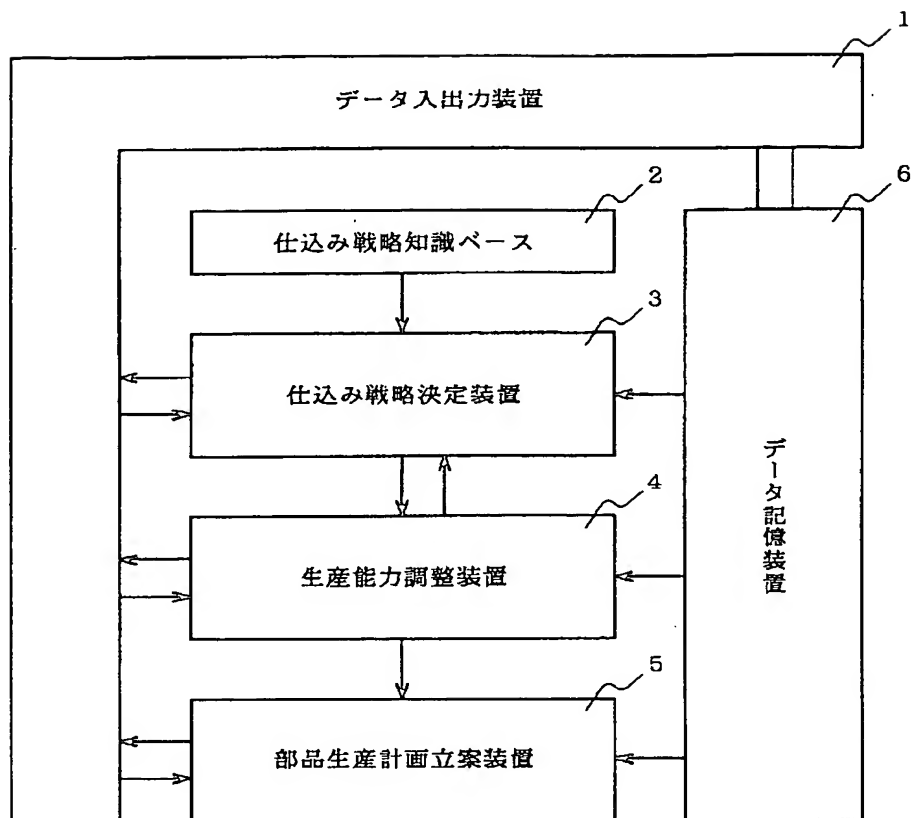 1
データ入出力装置
2
6
仕込み戦略知識ベース
3
仕込み戦略決定装置
データ記憶装置
4
生産能力調整装置
5
部品生産計画立案装置